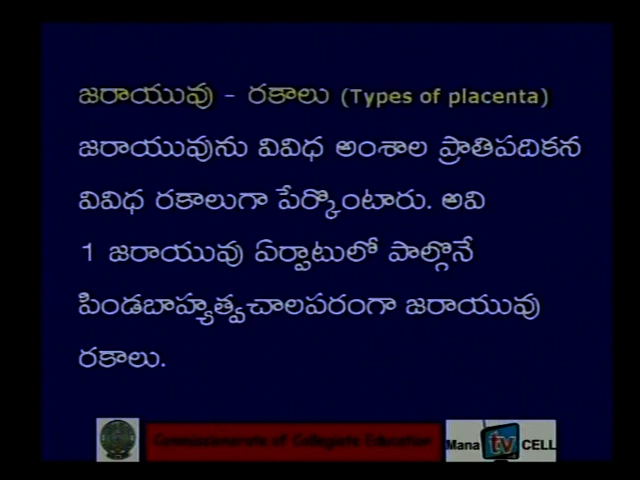 జరాయువు - రకాలు (Types of placenta)
జరాయువును వివిధ అంశాల ప్రాతిపదికన
వివిధ రకాలుగా పేర్కొంటారు. అవి
1 జరాయువు ఏర్పాటులో పాల్గొనే
పిండబాహ్యత్వచాలపరంగా జరాయువు
రకాలు.
Commissionerate of Collegiate Education
Mana tv CELL